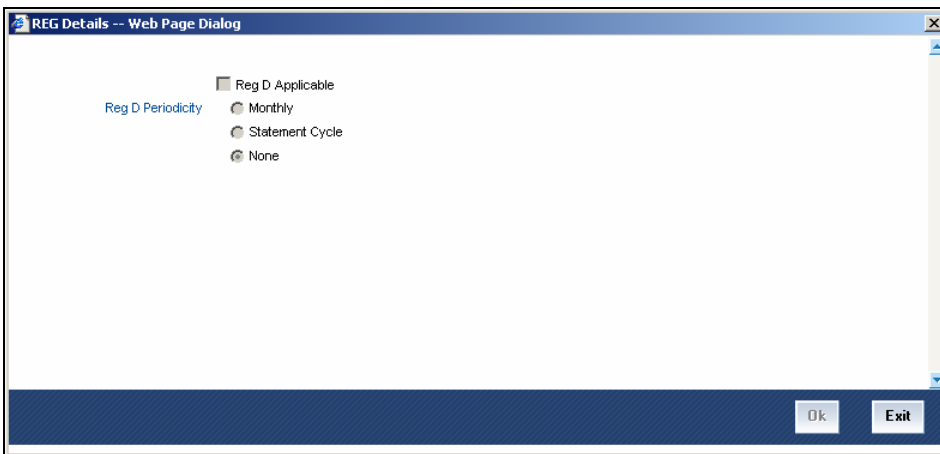 REG Details -- Web Page Dialog
Reg D Applicable
Reg D Periodicity
Monthly
Statement Cycle
None
Ok
Exit